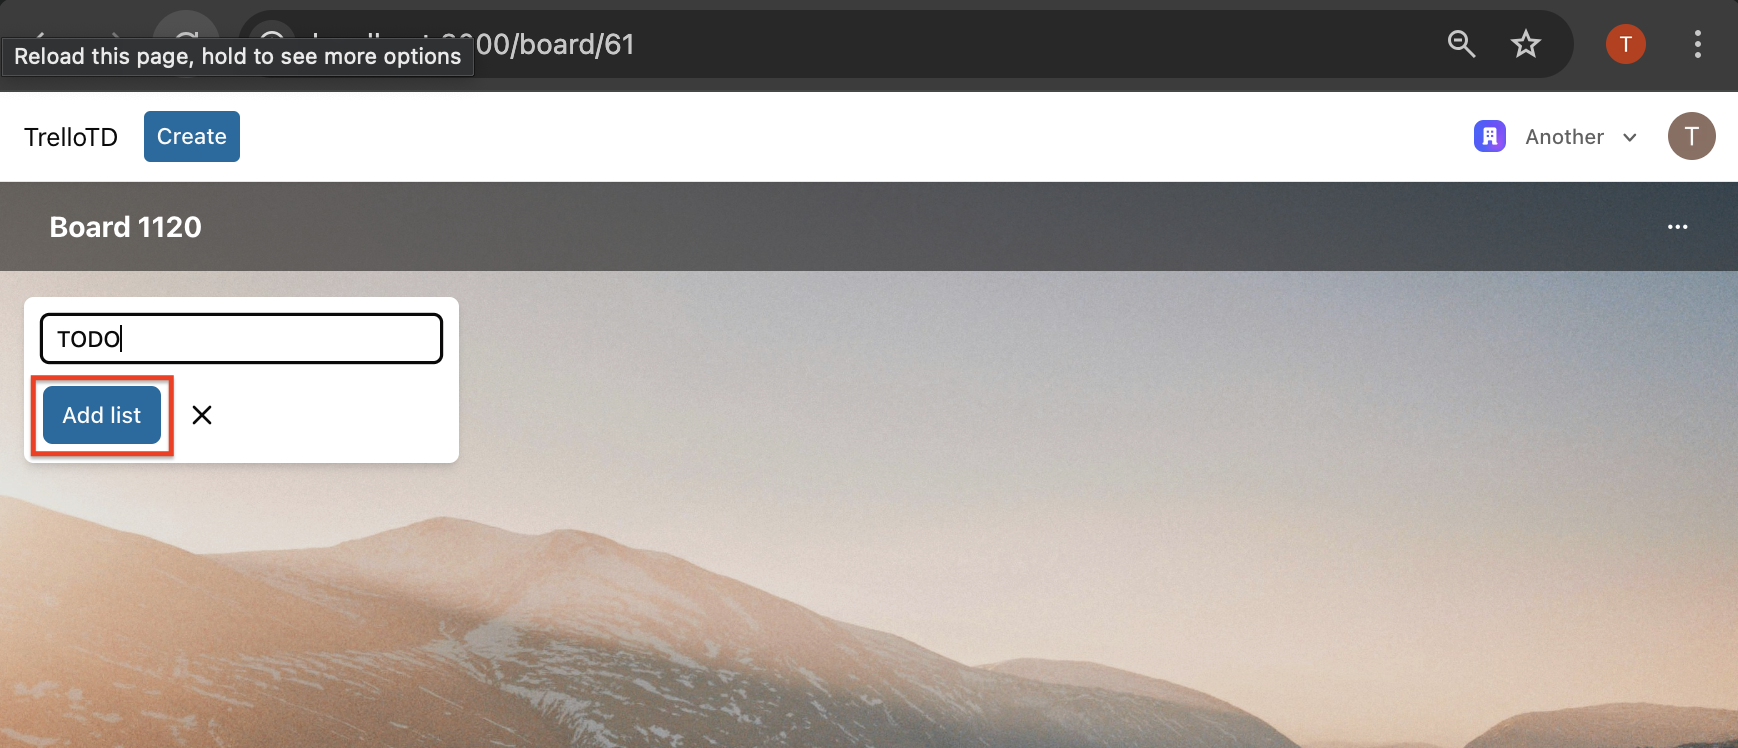 Reload this page, hold to see more options
00/board/61
T
TrelloTD
Create
Another
T
Board 1120
TODO
Add list